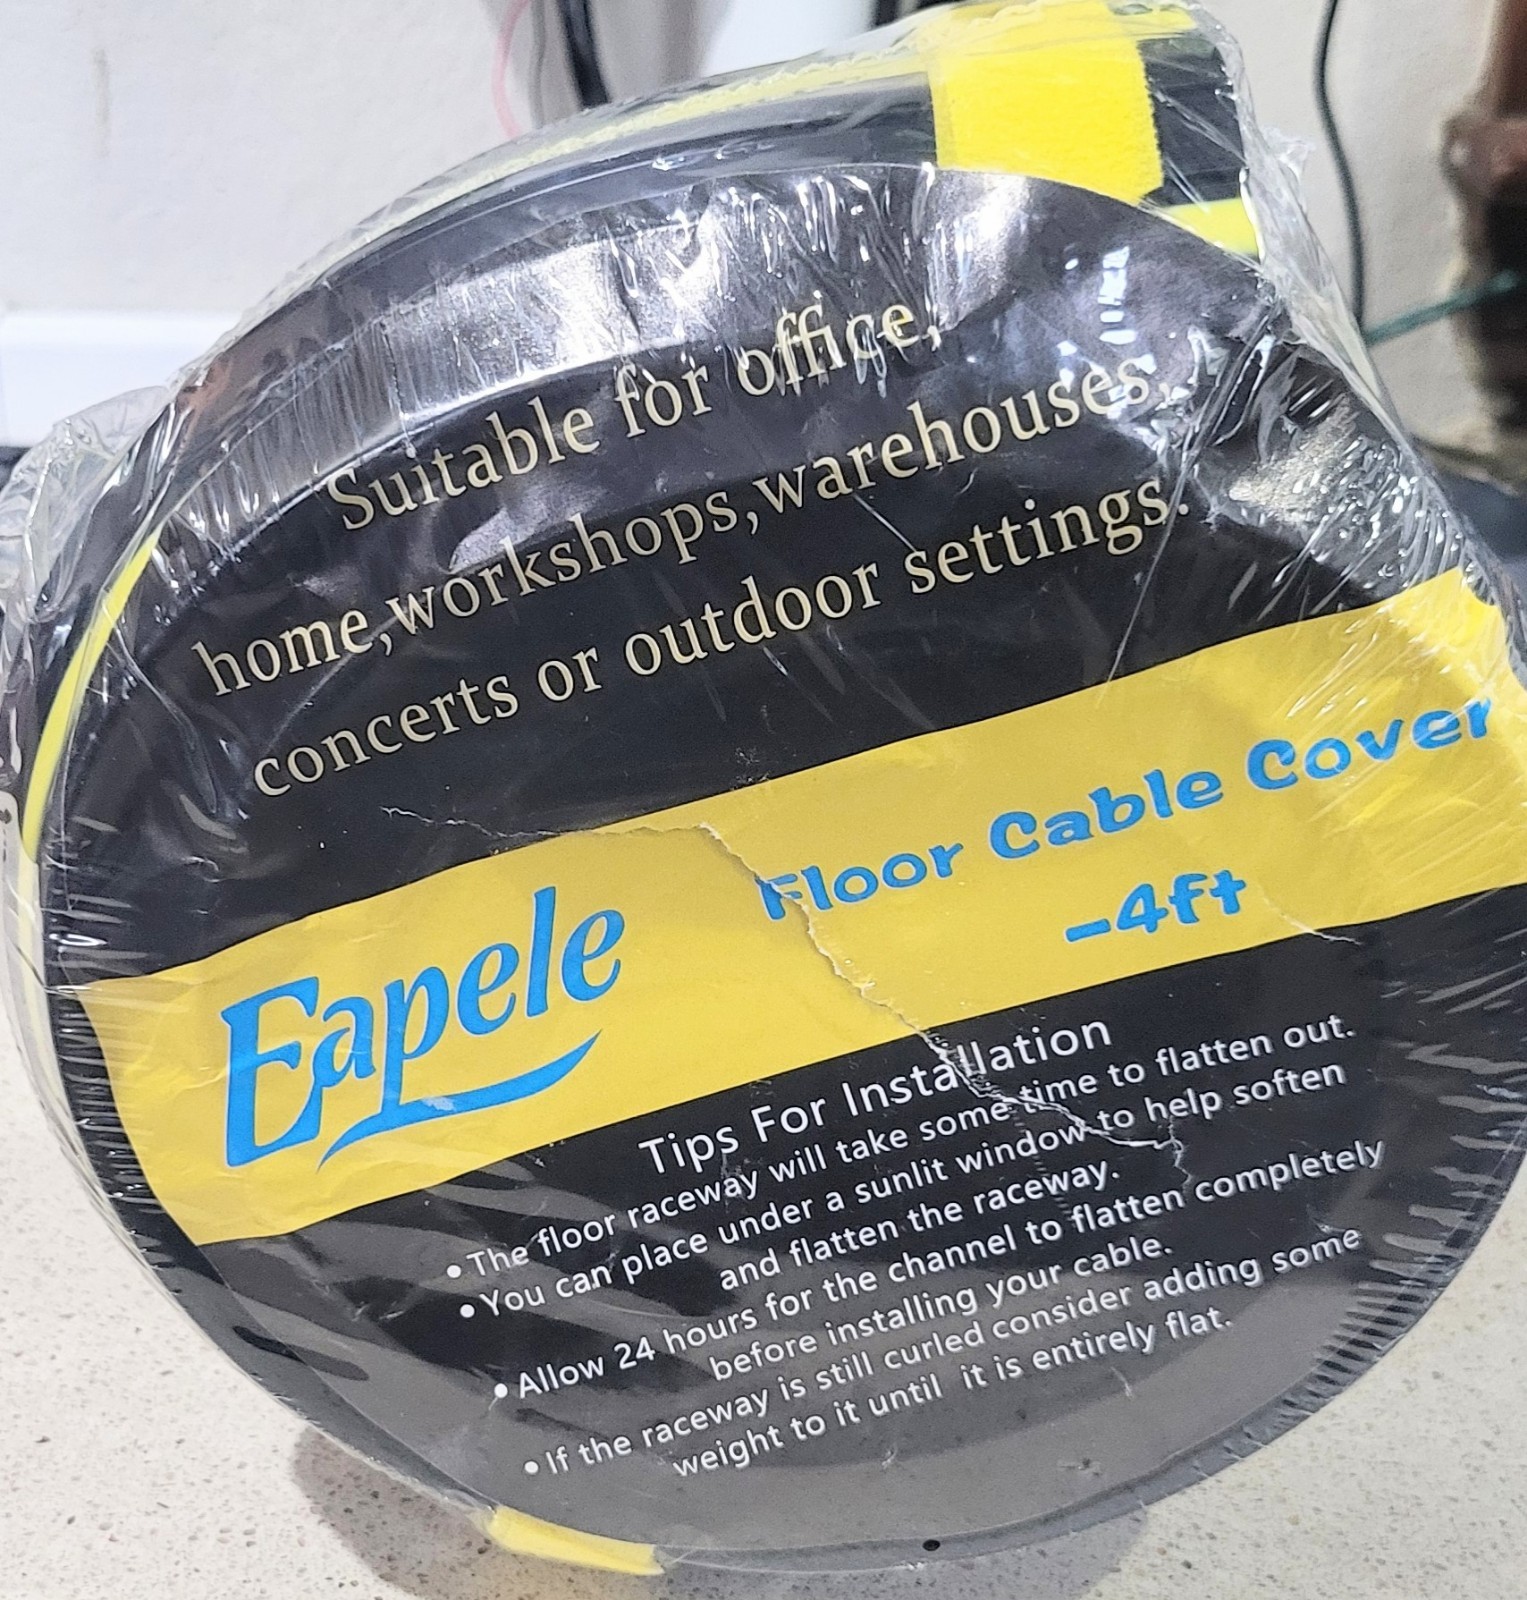 Suitable for office,
home,workshops,warehouses,
concerts or outdoor settings.
Eapele
Floor Cable Cover
-4ft
Tips For Installation
• The floor raceway will take some time to flatten out.
• You can place under a sunlit window to help soften
and flatten the raceway.
• Allow 24 hours for the channel to flatten completely
before installing your cable.
• If the raceway is still curled consider adding some
weight to it until it is entirely flat.